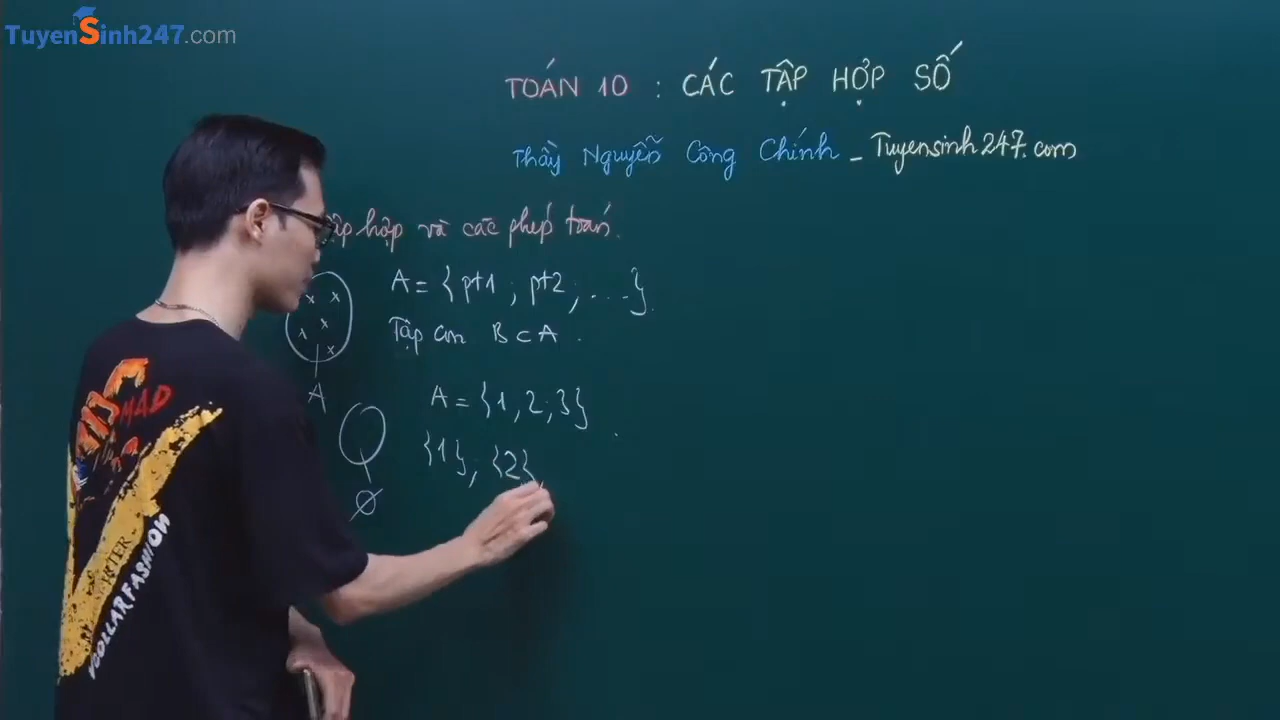 TuyenSinh247.com
TOÁN 10 : CÁC TẬP HỢP SỐ
Thầy Nguyễn Công Chính - Tuyensinh247.com
hợp và các phép toán.
A = {pt1 ; pt2 ; ....}.
Tập con B ⊂ A .
A
A = {1, 2; 3}
{1}; {2}
∅
MAD
DOLLAR FASHION